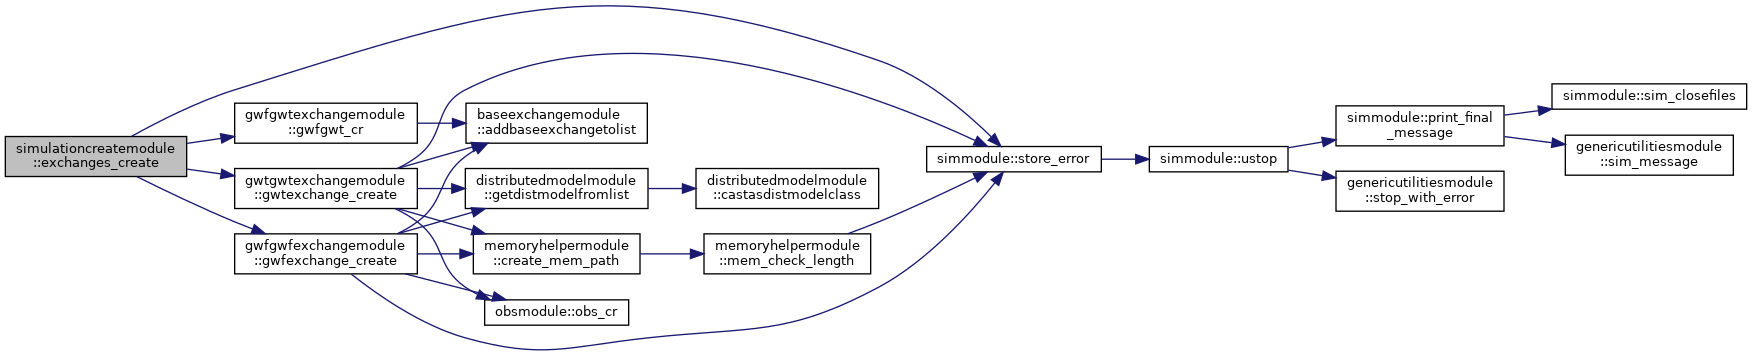 simulationcreatemodule
::exchanges_create
gwfgwtexchangemodule
::gwfgwt_cr
gwtgwtexchangemodule
::gwtexchange_create
gwfgwfexchangemodule
::gwfexchange_create
baseexchangemodule
::addbaseexchangetolist
distributedmodelmodule
::getdistmodelfromlist
memoryhelpermodule
::create_mem_path
obsmodule::obs_cr
distributedmodelmodule
::castasdistmodelclass
memoryhelpermodule
::mem_check_length
simmodule::store_error
simmodule::ustop
simmodule::print_final
_message
genericutilitiesmodule
::stop_with_error
simmodule::sim_closefiles
genericutilitiesmodule
::sim_message